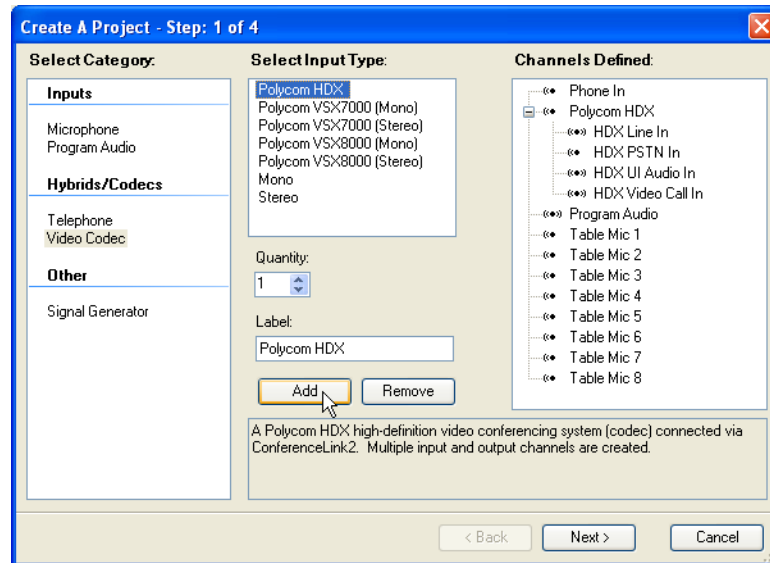 Create A Project - Step: 1 of 4
Select Category:
Inputs
Microphone
Program Audio
Hybrids/Codecs
Telephone
Video Codec
Other
Signal Generator
Select Input Type:
Polycom HDX
Polycom VSX7000 (Mono)
Polycom VSX7000 (Stereo)
Polycom VSX8000 (Mono)
Polycom VSX8000 (Stereo)
Mono
Stereo
Quantity:
1
Label:
Polycom HDX
Add
Remove
Channels Defined:
Phone In
Polycom HDX
HDX Line In
HDX PSTN In
HDX UI Audio In
HDX Video Call In
Program Audio
Table Mic 1
Table Mic 2
Table Mic 3
Table Mic 4
Table Mic 5
Table Mic 6
Table Mic 7
Table Mic 8
A Polycom HDX high-definition video conferencing system (codec) connected via
ConferenceLink2. Multiple input and output channels are created.
< Back
Next >
Cancel